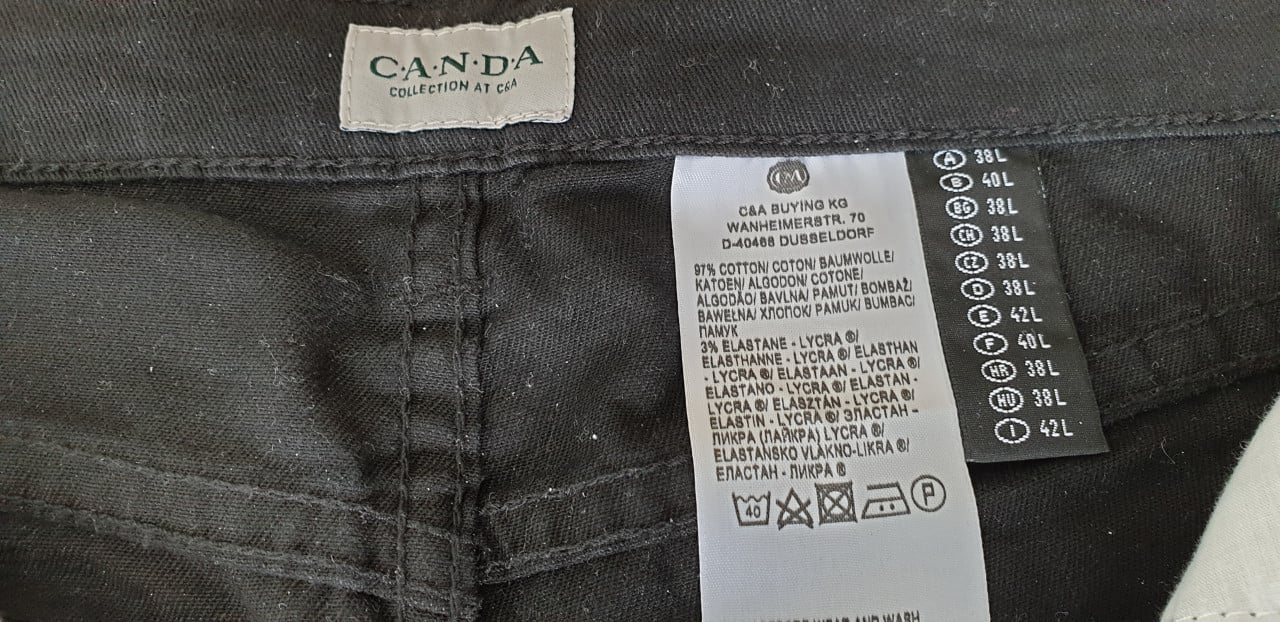 C·A·N·D·A
COLLECTION AT C&A
C&A BUYING KG
WANHEIMERSTR. 70
D-40468 DUSSELDORF
97% COTTON/ COTON/ BAUMWOLLE/
KATOEN/ ALGODON/ COTONE/
ALGODÃO/ BAVLNA/ PAMUT/ BOMBAŽ/
BAWEŁNA/ ХЛОПОК/ PAMUK/ BUMBAC/
ПАМУК
3% ELASTANE - LYCRA ®/
ELASTHANNE - LYCRA ®/ ELASTHAN
- LYCRA ®/ ELASTAAN - LYCRA ®/
ELASTANO - LYCRA ®/ ELASTAN -
LYCRA ®/ ELASZTÁN - LYCRA ®/
ELASTIN - LYCRA ®/ ЭЛАСТАН –
ЛИКРА (ЛАЙКРА) LYCRA ®/
ELASTANSKO VLAKNO-LIKRA ®/
ЕЛАСТАН - ЛИКРА ®
40 P
WEAR AND WASH
A 38L
B 40L
BG 38L
CH 38L
CZ 38L
D 38L
E 42L
F 40L
HR 38L
HU 38L
I 42L